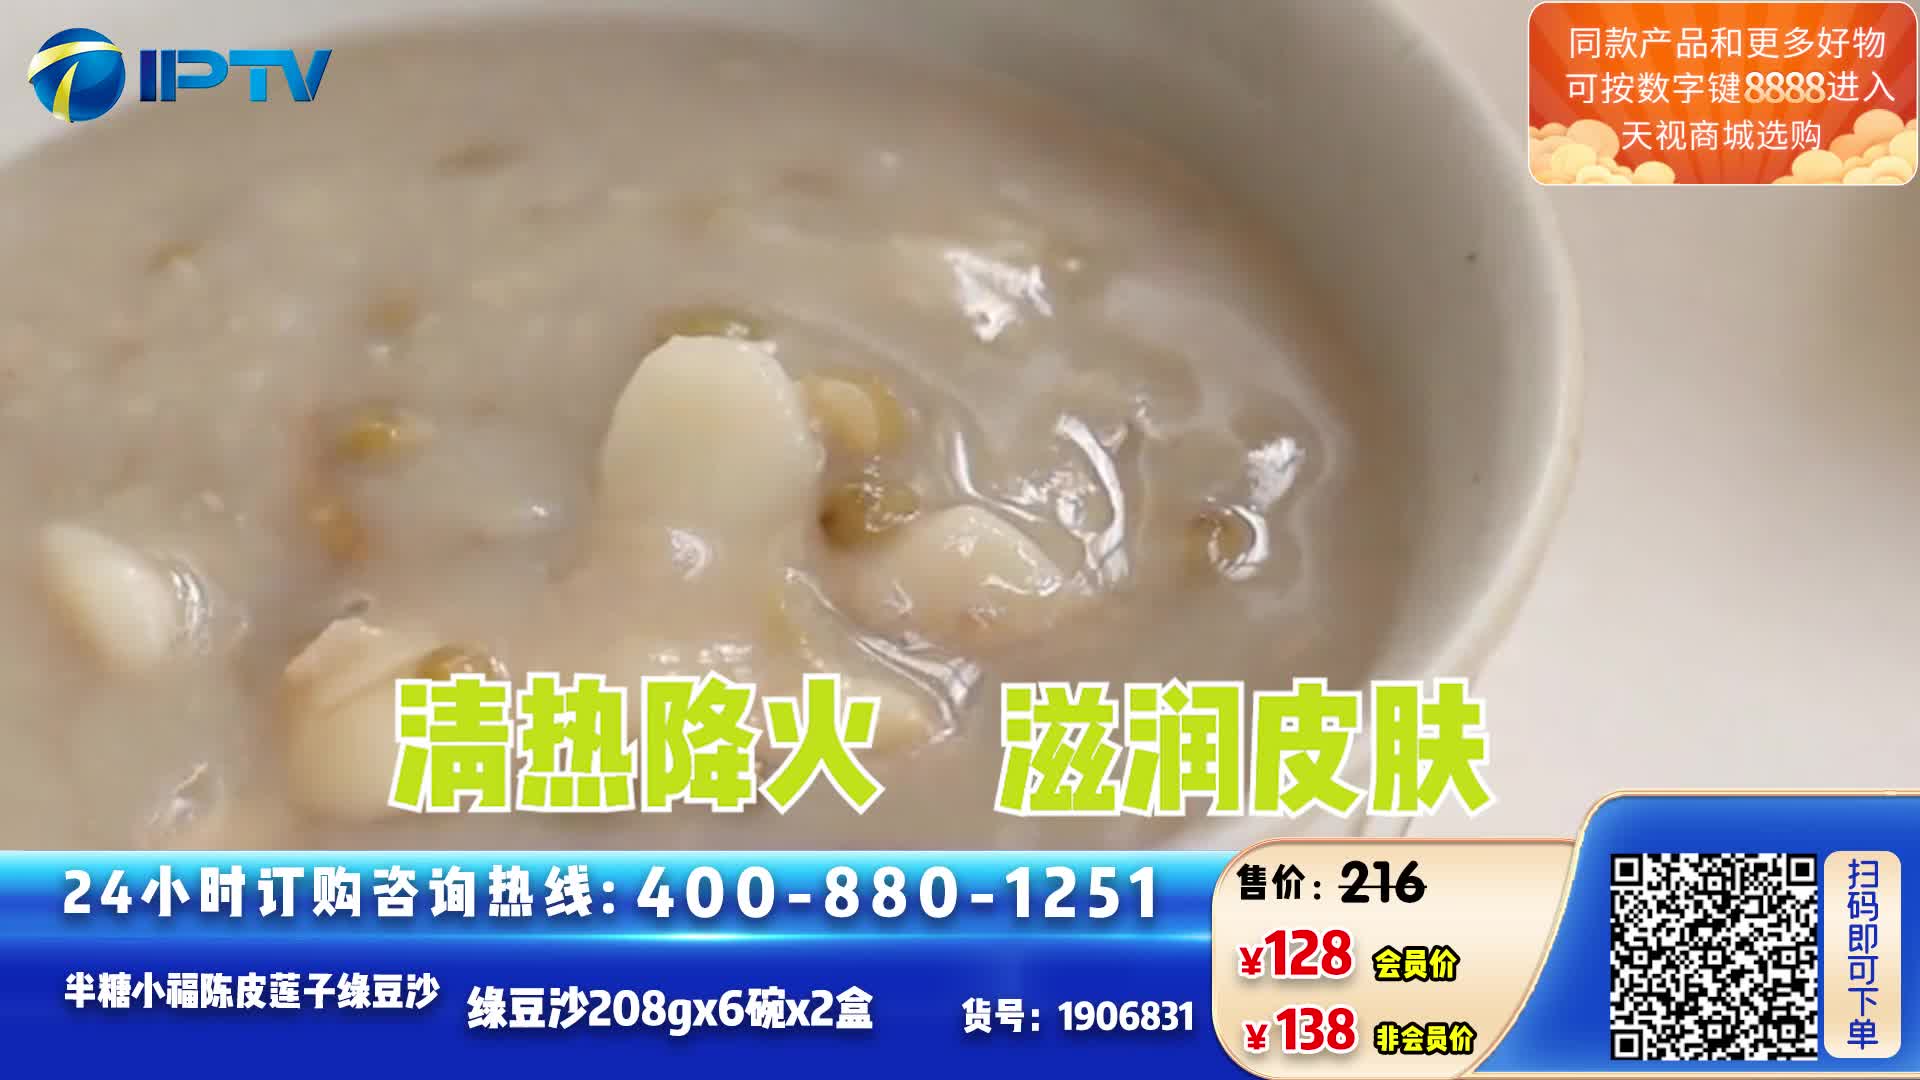 IPTV
同款产品和更多好物
可按数字键8888进入
天视商城选购
清热降火 滋润皮肤
24小时订购咨询热线:400-880-1251
售价:216
¥128 会员价
¥138 非会员价
半糖小福陈皮莲子绿豆沙
绿豆沙208gx6碗x2盒
货号:1906831
扫码即可下单